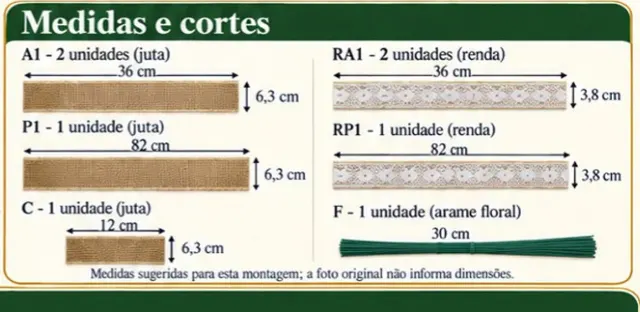 Medidas e cortes
A1 - 2 unidades (juta)
36 cm
6,3 cm
P1 - 1 unidade (juta)
82 cm
6,3 cm
C - 1 unidade (juta)
12 cm
6,3 cm
RA1 - 2 unidades (renda)
36 cm
3,8 cm
RP1 - 1 unidade (renda)
82 cm
3,8 cm
F - 1 unidade (arame floral)
30 cm
Medidas sugeridas para esta montagem; a foto original não informa dimensões.